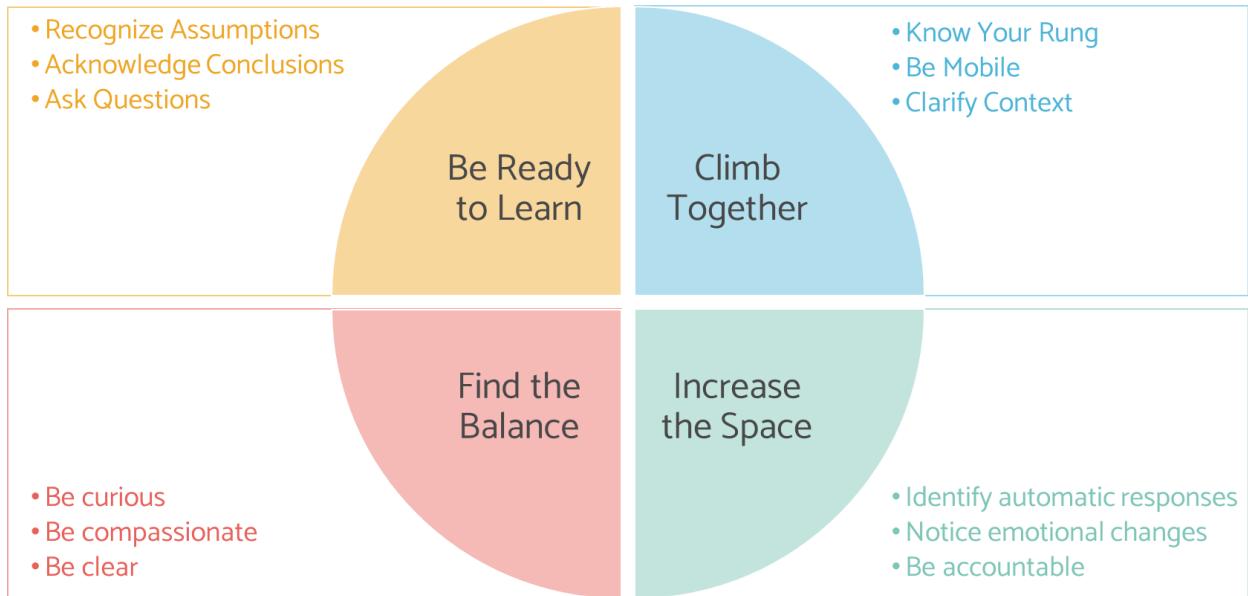 • Recognize Assumptions
• Acknowledge Conclusions
• Ask Questions
Be Ready
to Learn
• Know Your Rung
• Be Mobile
• Clarify Context
Climb
Together
Find the
Balance
• Be curious
• Be compassionate
• Be clear
Increase
the Space
• Identify automatic responses
• Notice emotional changes
• Be accountable